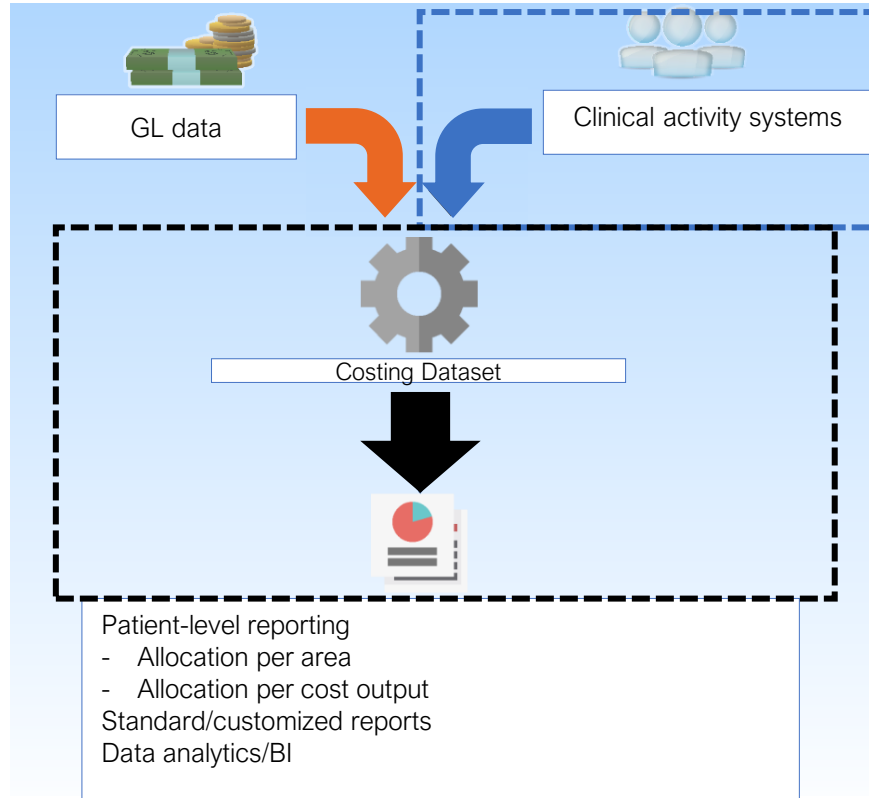 GL data
Clinical activity systems
Costing Dataset
Patient-level reporting
- Allocation per area
- Allocation per cost output
Standard/customized reports
Data analytics/BI